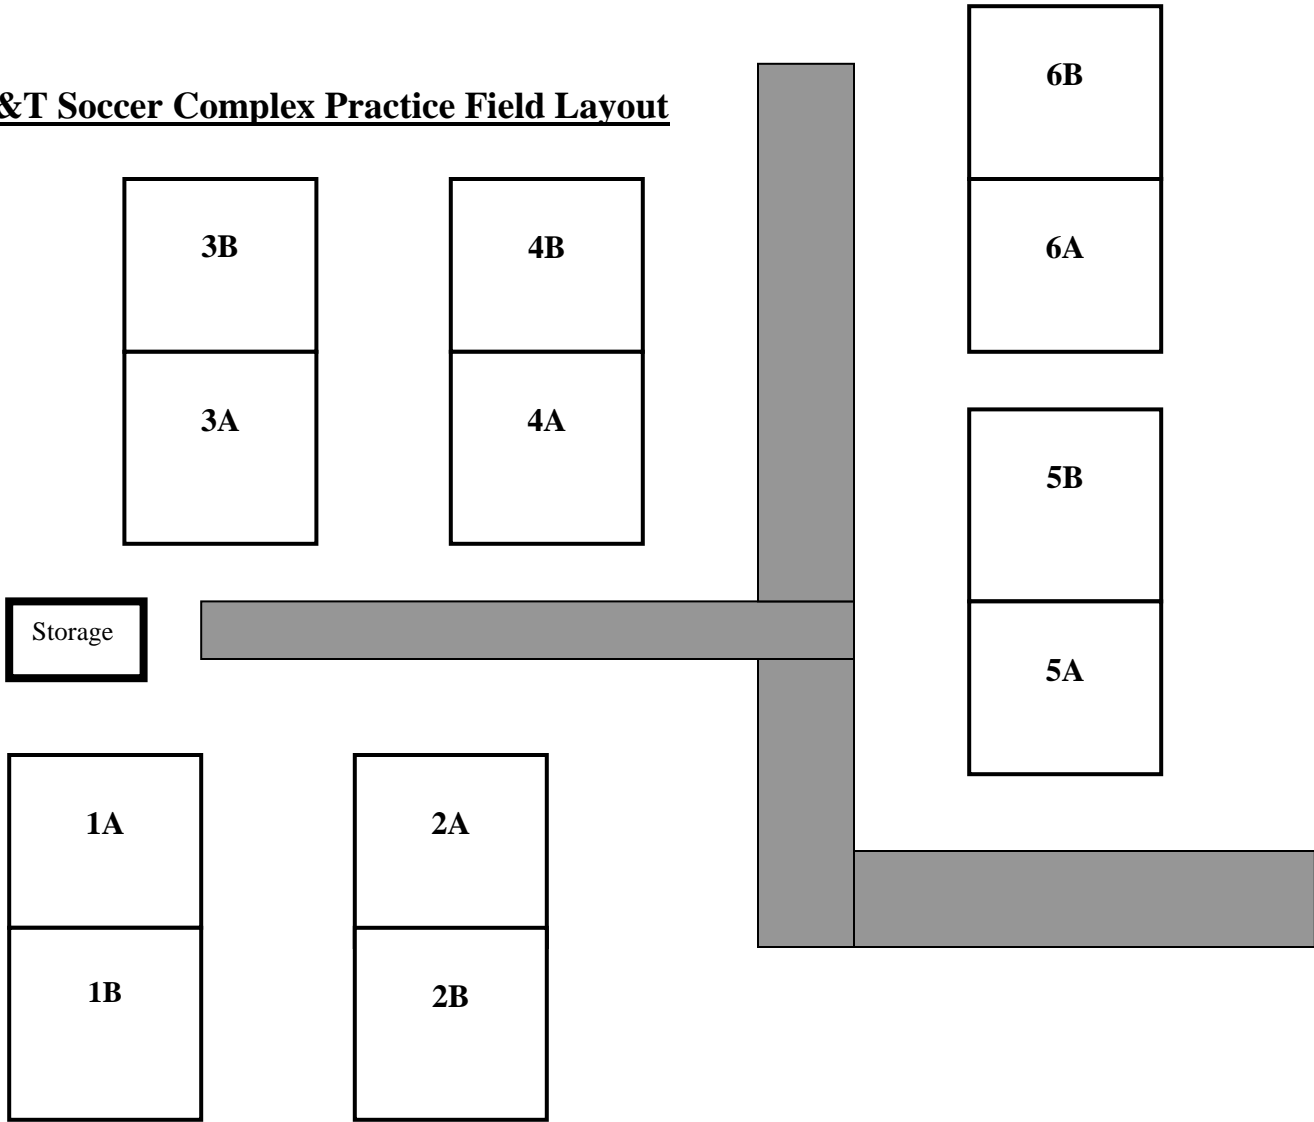 &T Soccer Complex Practice Field Layout
6B
3B
4B
6A
3A
4A
5B
Storage
5A
1A
2A
1B
2B